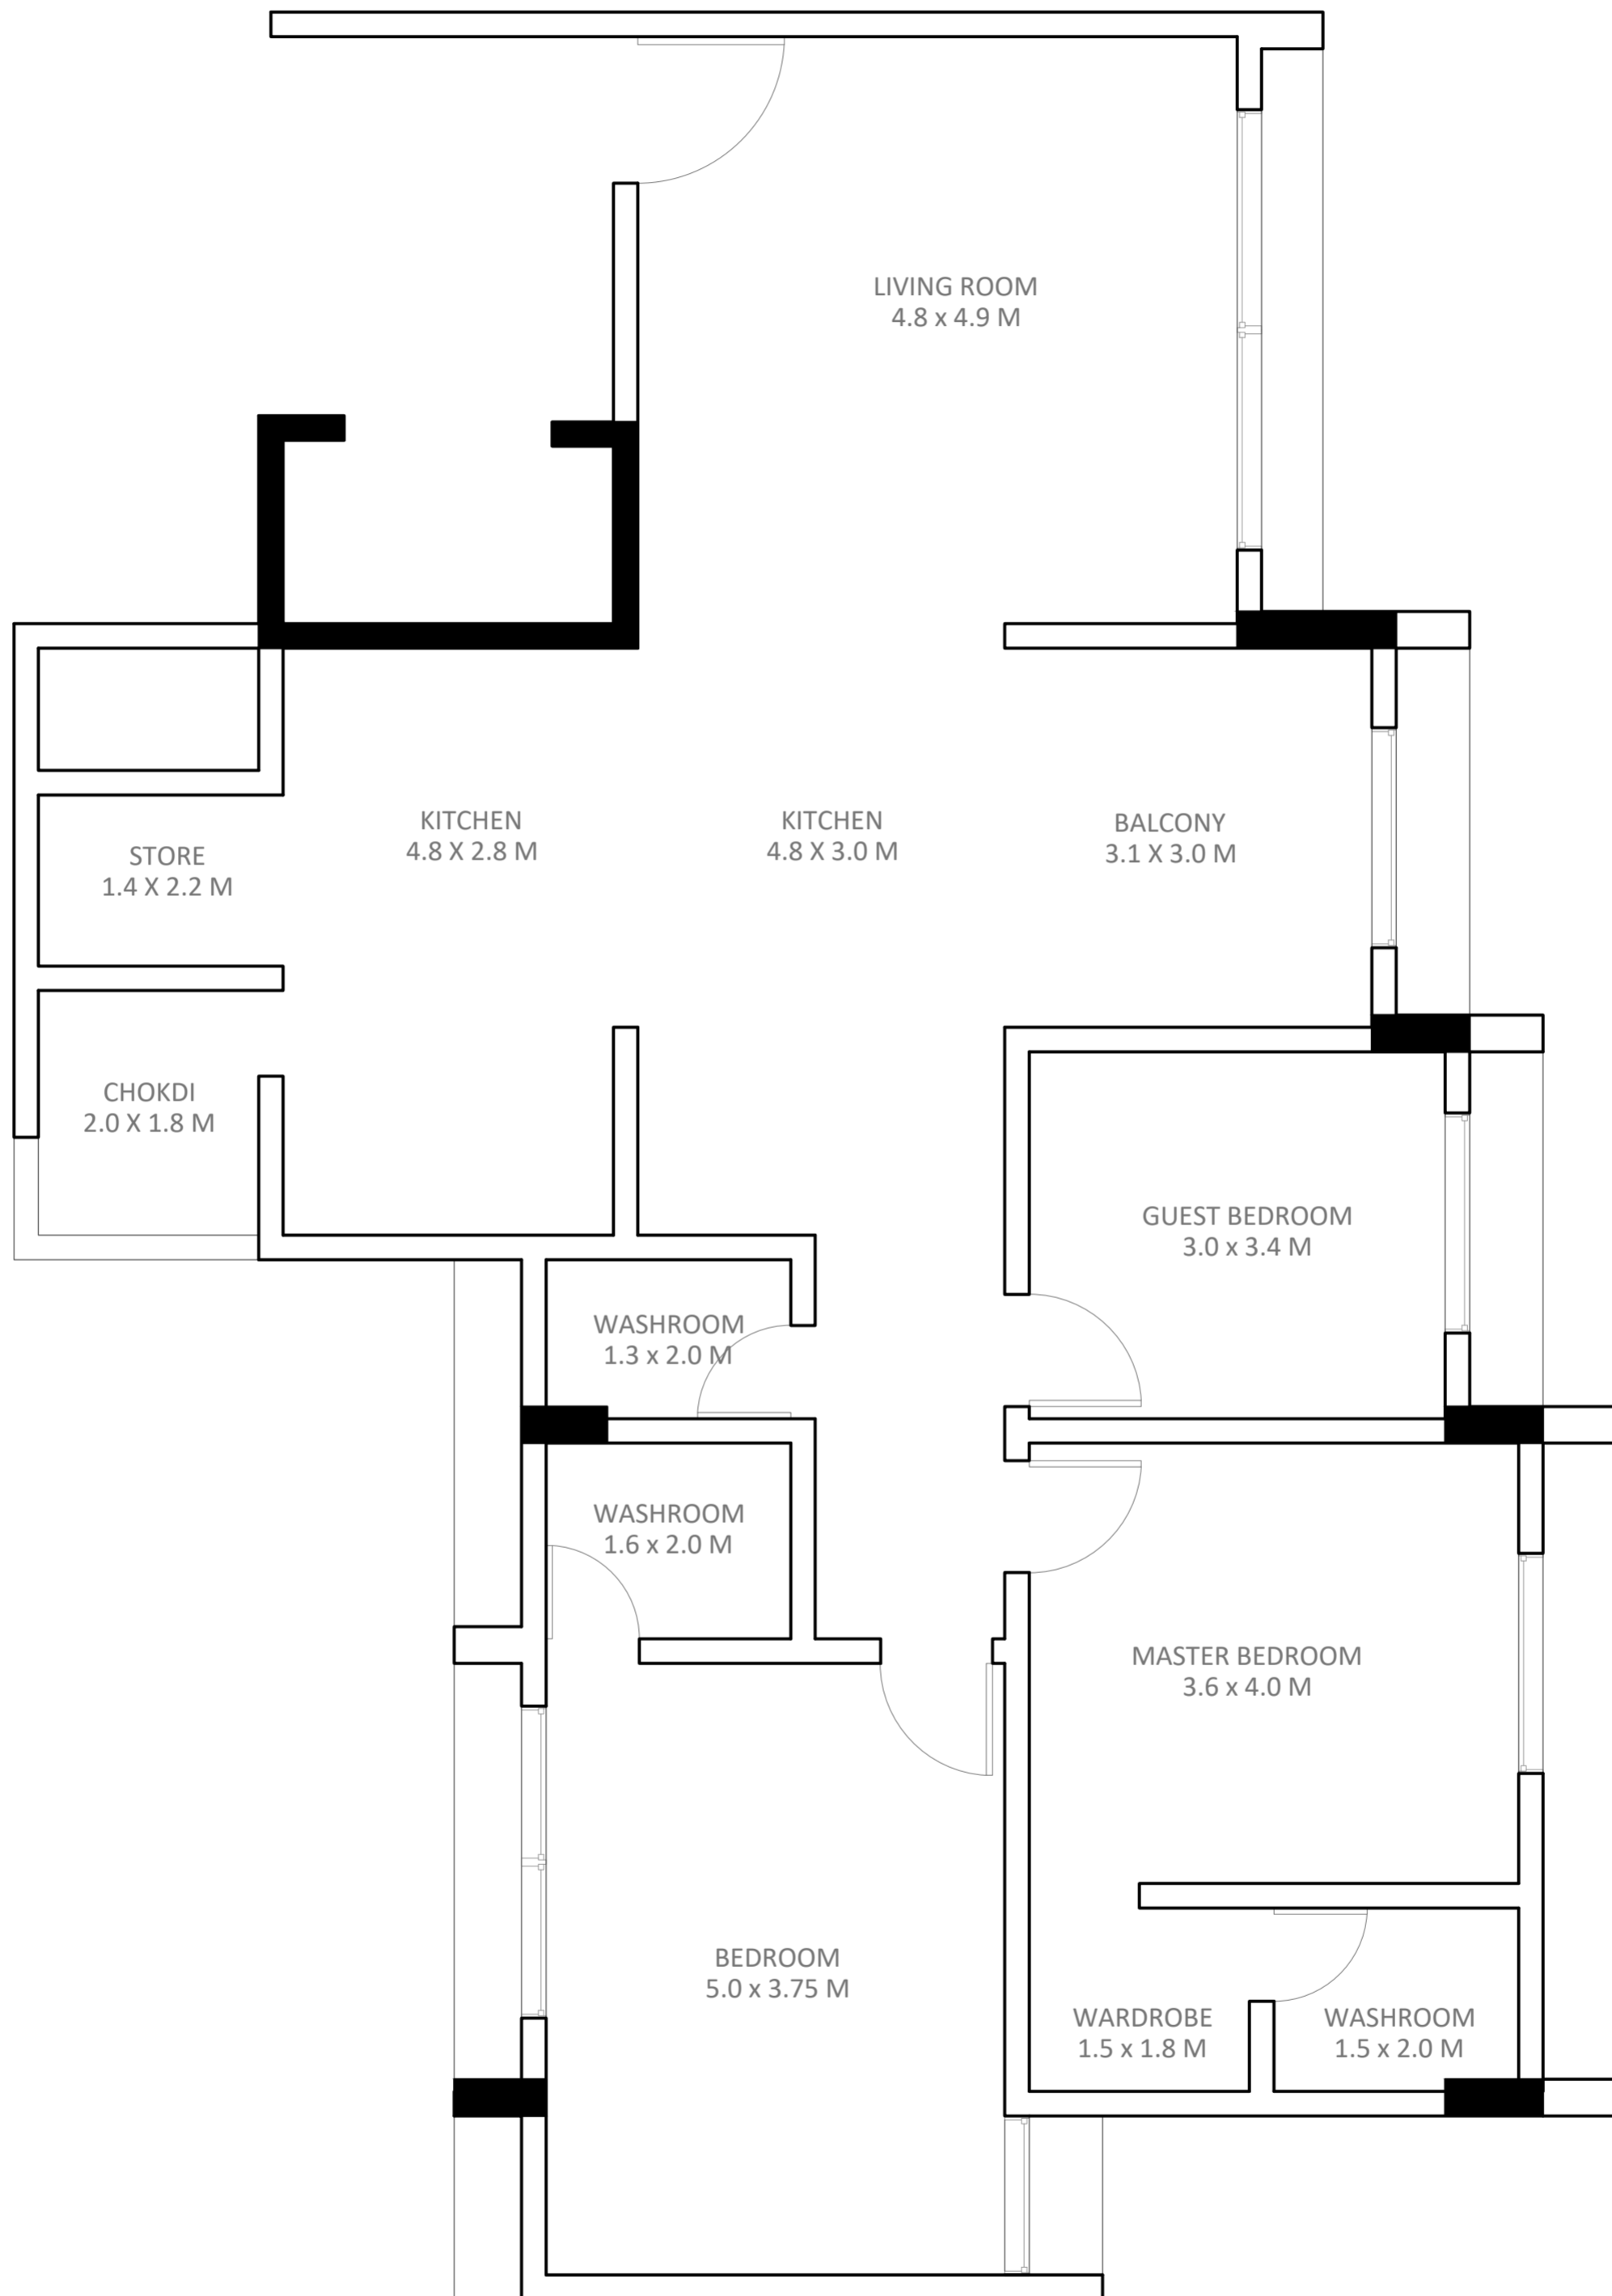 LIVING ROOM
4.8 x 4.9 M
KITCHEN
4.8 X 2.8 M
KITCHEN
4.8 X 3.0 M
BALCONY
3.1 X 3.0 M
STORE
1.4 X 2.2 M
CHOKDI
2.0 X 1.8 M
GUEST BEDROOM
3.0 x 3.4 M
WASHROOM
1.3 x 2.0 M
WASHROOM
1.6 x 2.0 M
MASTER BEDROOM
3.6 x 4.0 M
BEDROOM
5.0 x 3.75 M
WARDROBE
1.5 x 1.8 M
WASHROOM
1.5 x 2.0 M